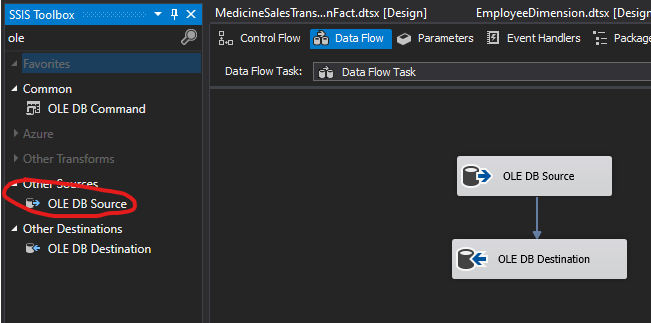 SSIS Toolbox
ole
Favorites
Common
OLE DB Command
Azure
Other Transforms
Other Sources
OLE DB Source
Other Destinations
OLE DB Destination
MedicineSalesTrans...nFact.dtsx [Design]
EmployeeDimension.dtsx [Design]
Control Flow
Data Flow
Parameters
Event Handlers
Package
Data Flow Task:
Data Flow Task
OLE DB Source
OLE DB Destination